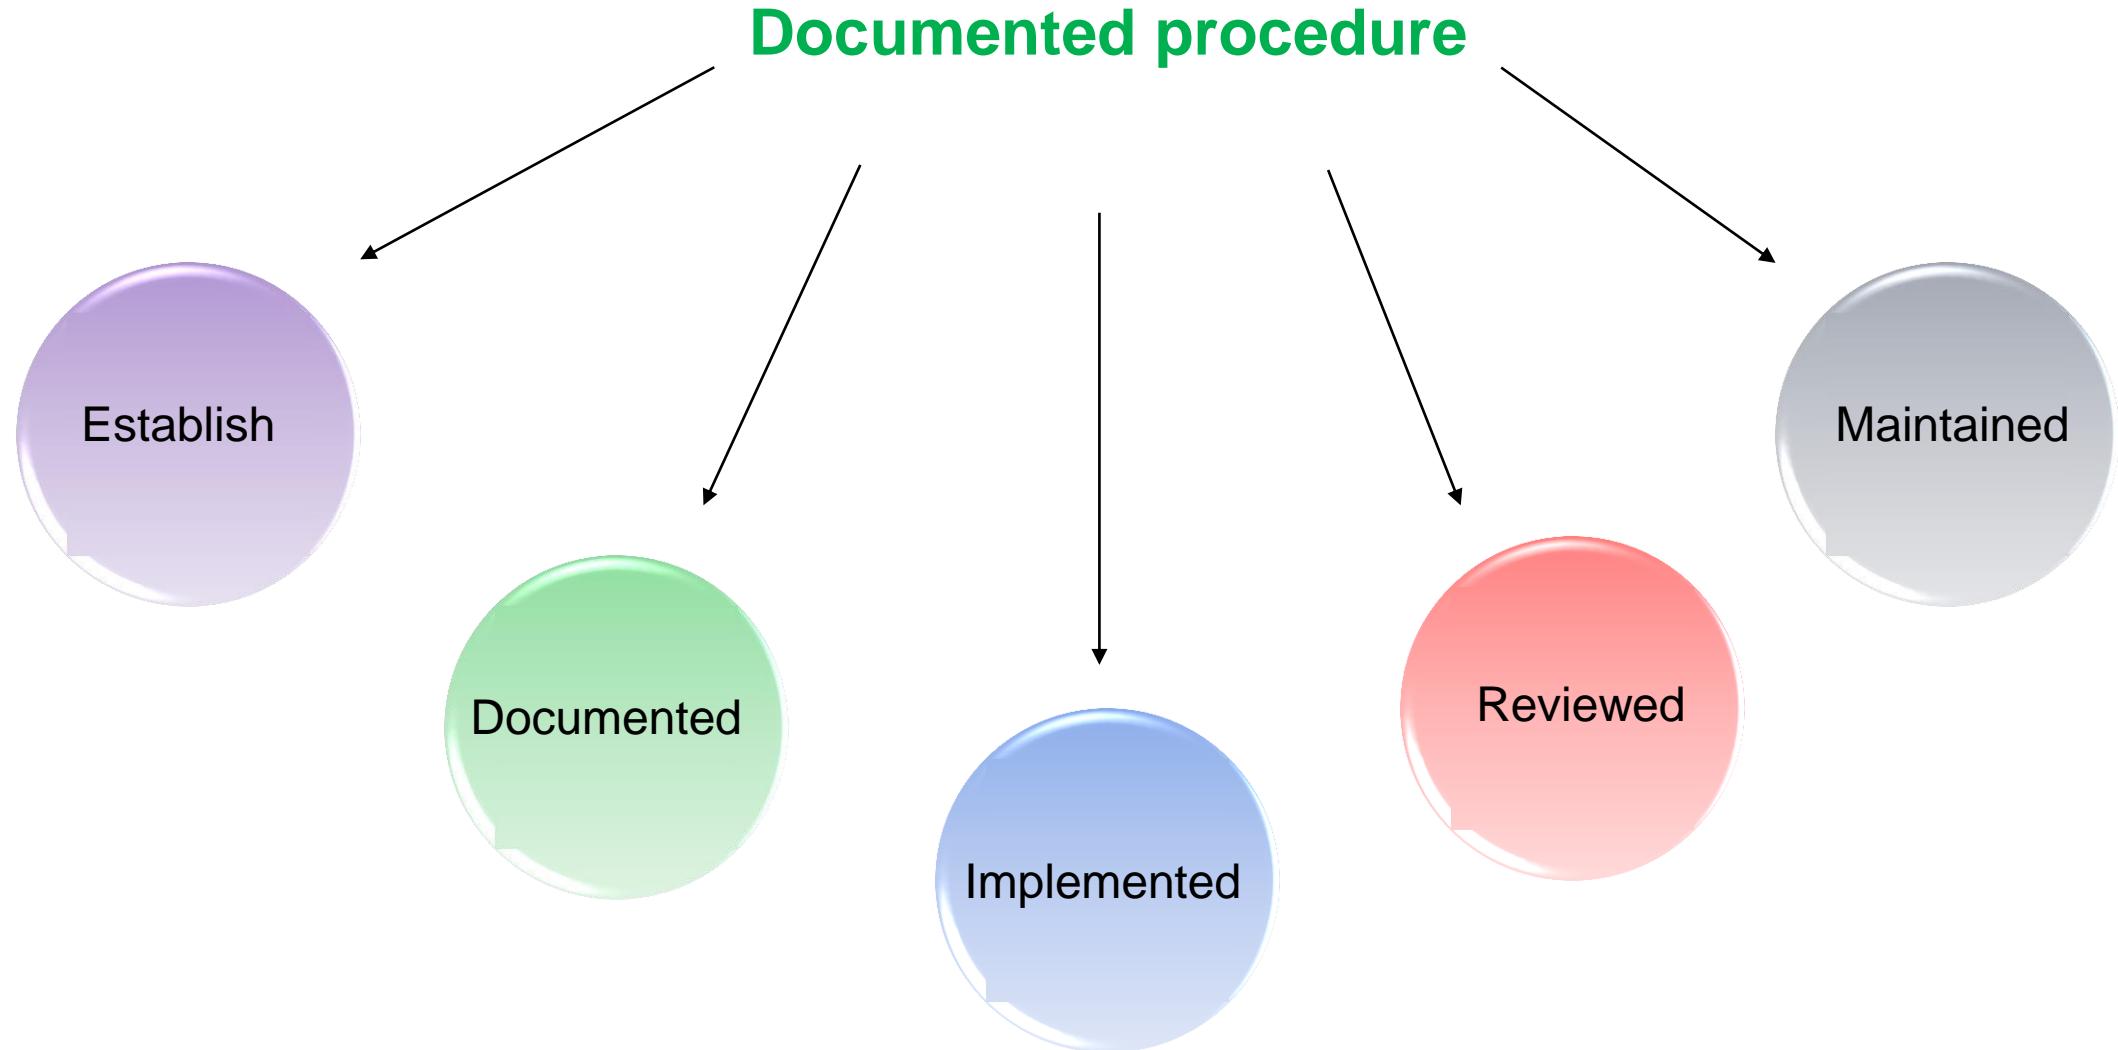 Documented procedure
Establish
Documented
Implemented
Reviewed
Maintained